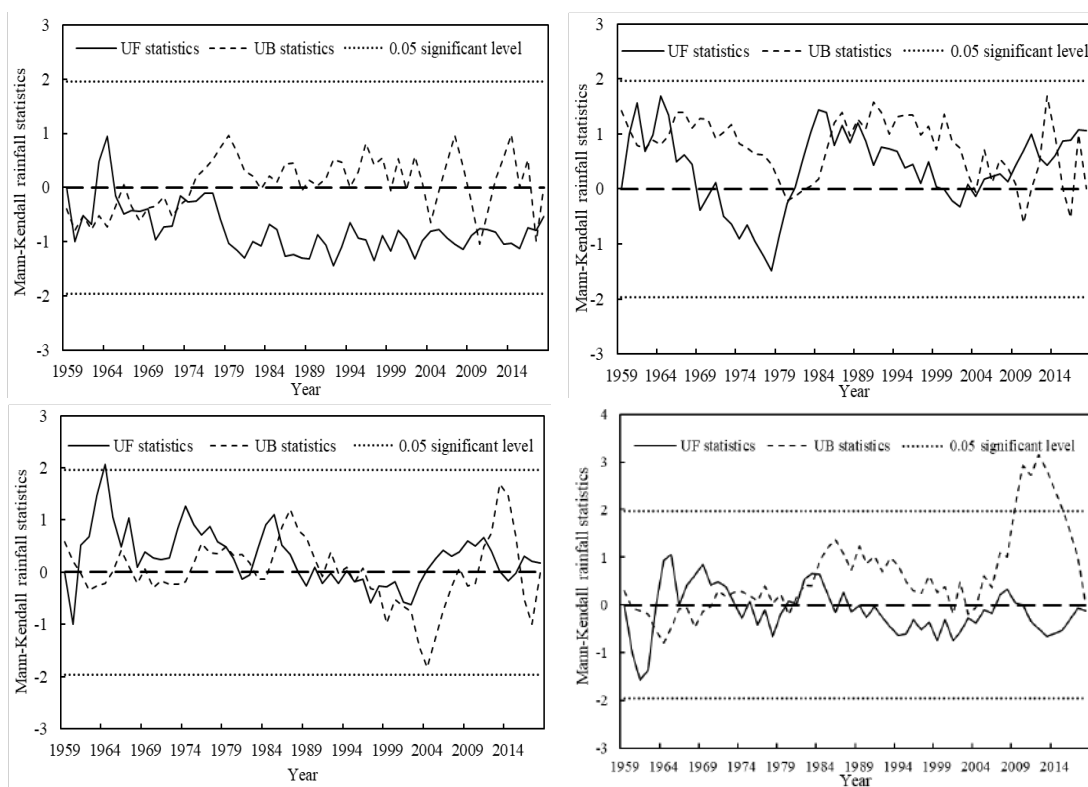 3
UF statistics UB statistics 0.05 significant level
2
1
0
-1
-2
-3
Mann-Kendall rainfall statistics
1959 1964 1969 1974 1979 1984 1989 1994 1999 2004 2009 2014
Year
3
UF statistics UB statistics 0.05 significant level
2
1
0
-1
-2
-3
Mann-Kendall rainfall statistics
1959 1964 1969 1974 1979 1984 1989 1994 1999 2004 2009 2014
Year
3
UF statistics UB statistics 0.05 significant level
2
1
0
-1
-2
-3
Mann-Kendall rainfall statistics
1959 1964 1969 1974 1979 1984 1989 1994 1999 2004 2009 2014
Year
4
UF statistics UB statistics 0.05 significant level
3
2
1
0
-1
-2
-3
Mann-Kendall rainfall statistics
1959 1964 1969 1974 1979 1984 1989 1994 1999 2004 2009 2014
Year